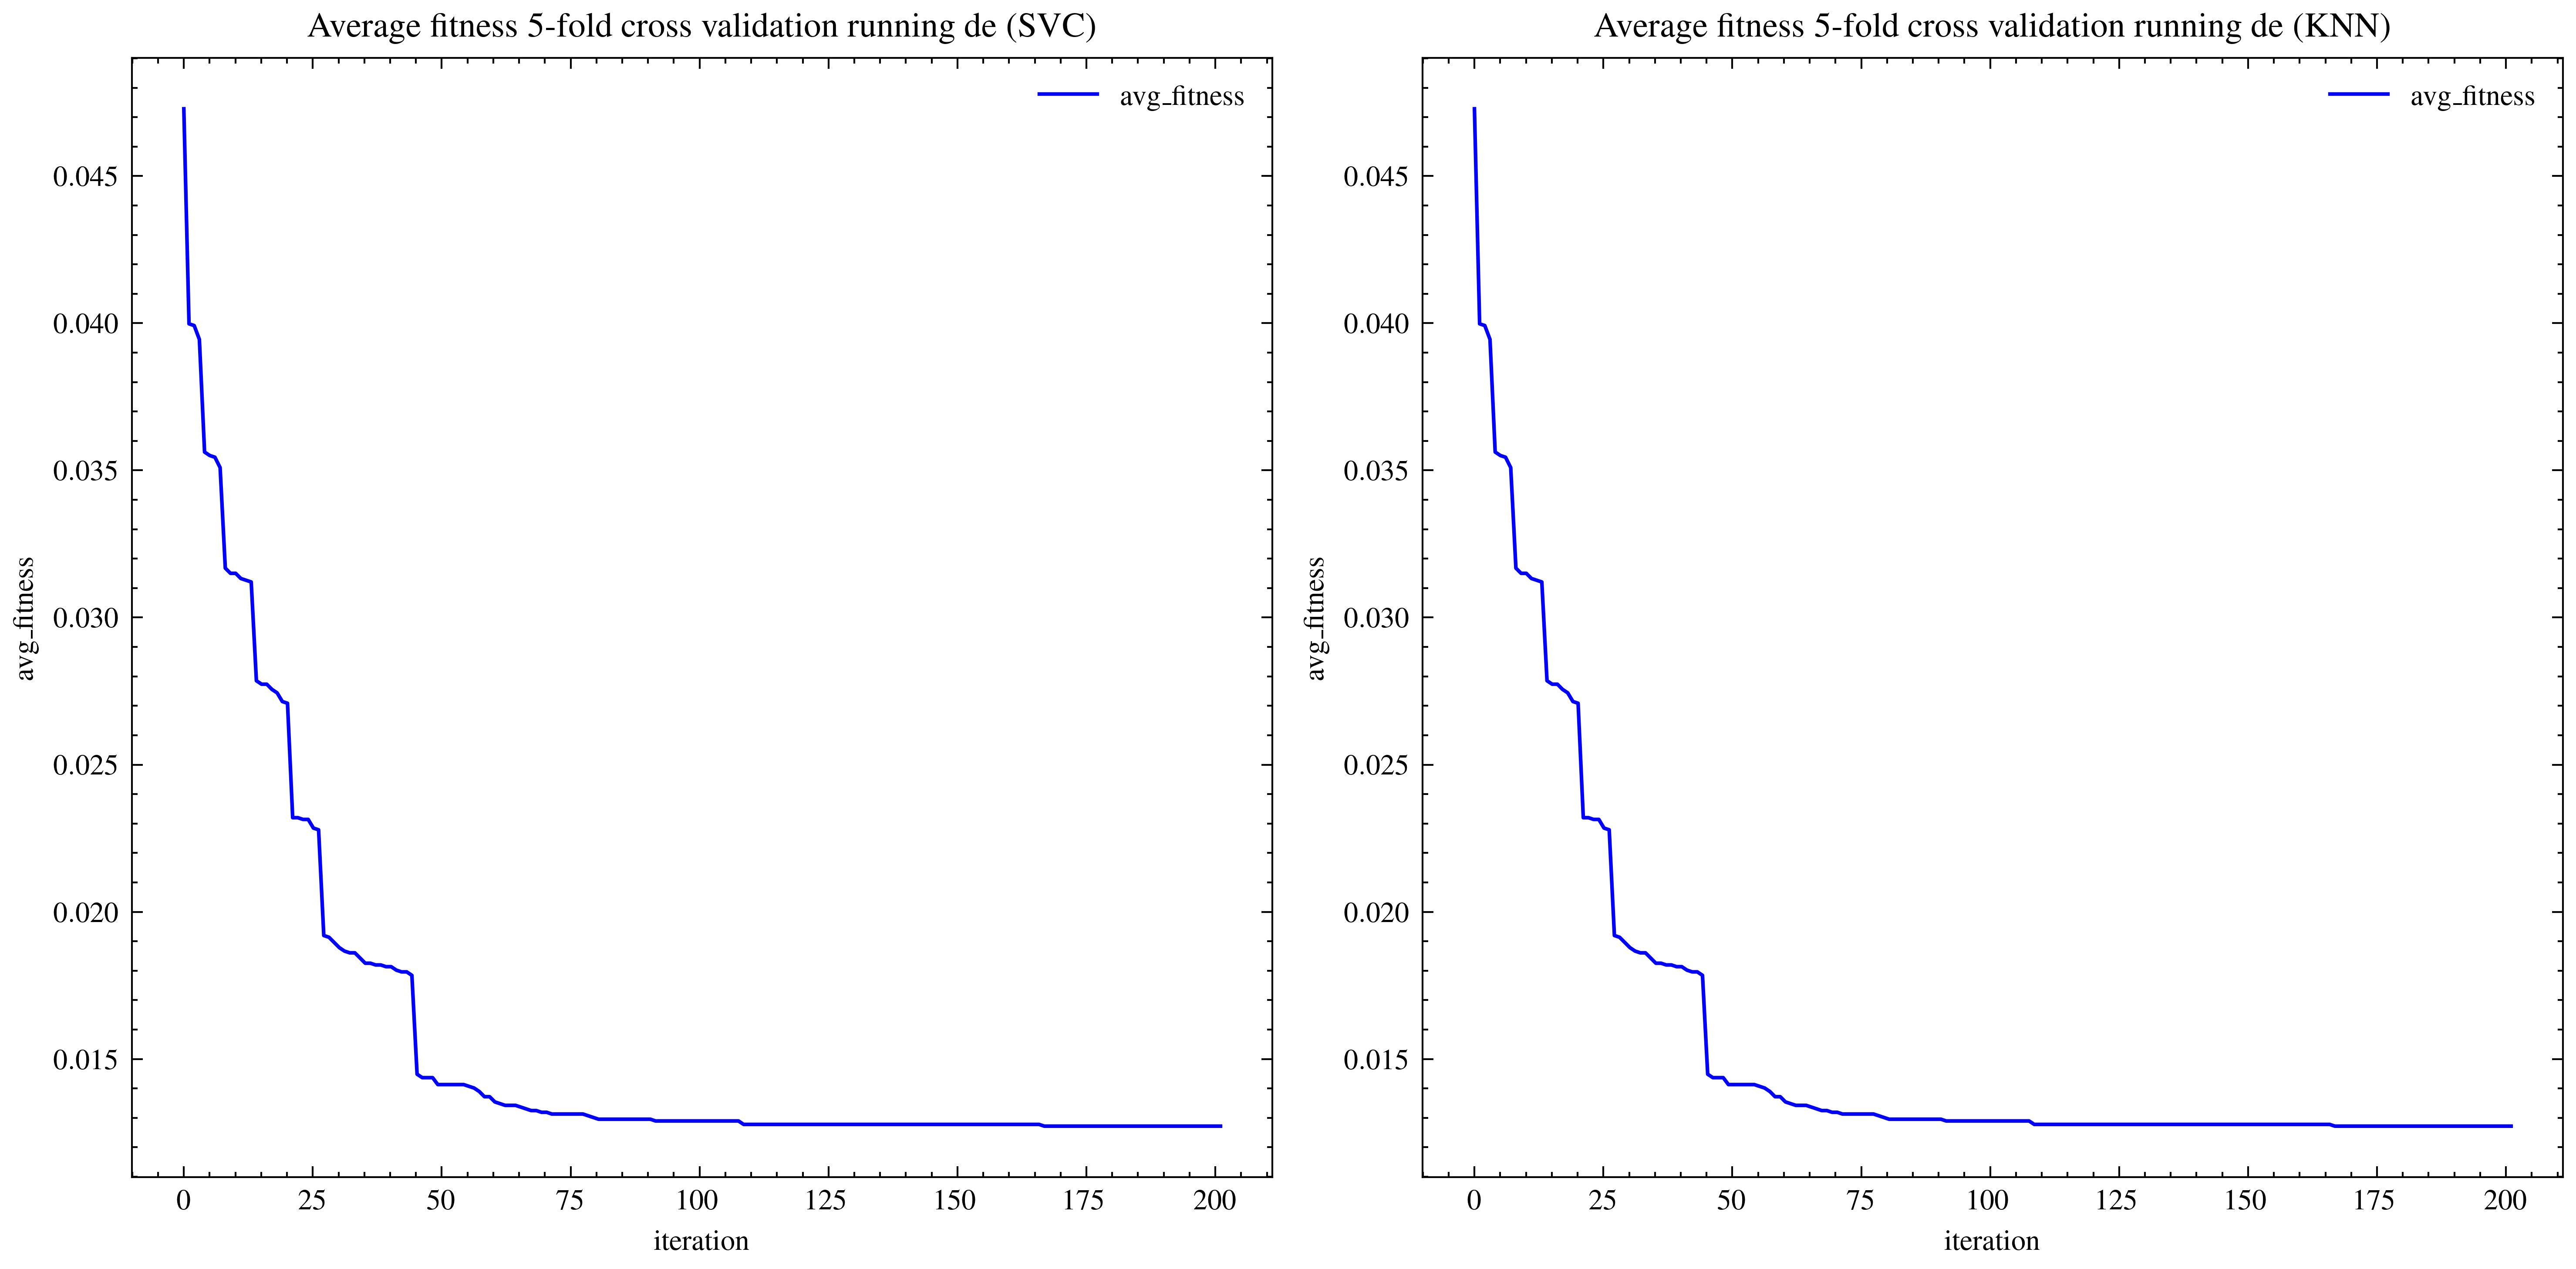 Average fitness 5-fold cross validation running de (SVC)
avg_fitness
0.045
0.040
0.035
0.030
0.025
0.020
0.015
avg_fitness
0 25 50 75 100 125 150 175 200
iteration
Average fitness 5-fold cross validation running de (KNN)
avg_fitness
0.045
0.040
0.035
0.030
0.025
0.020
0.015
avg_fitness
0 25 50 75 100 125 150 175 200
iteration